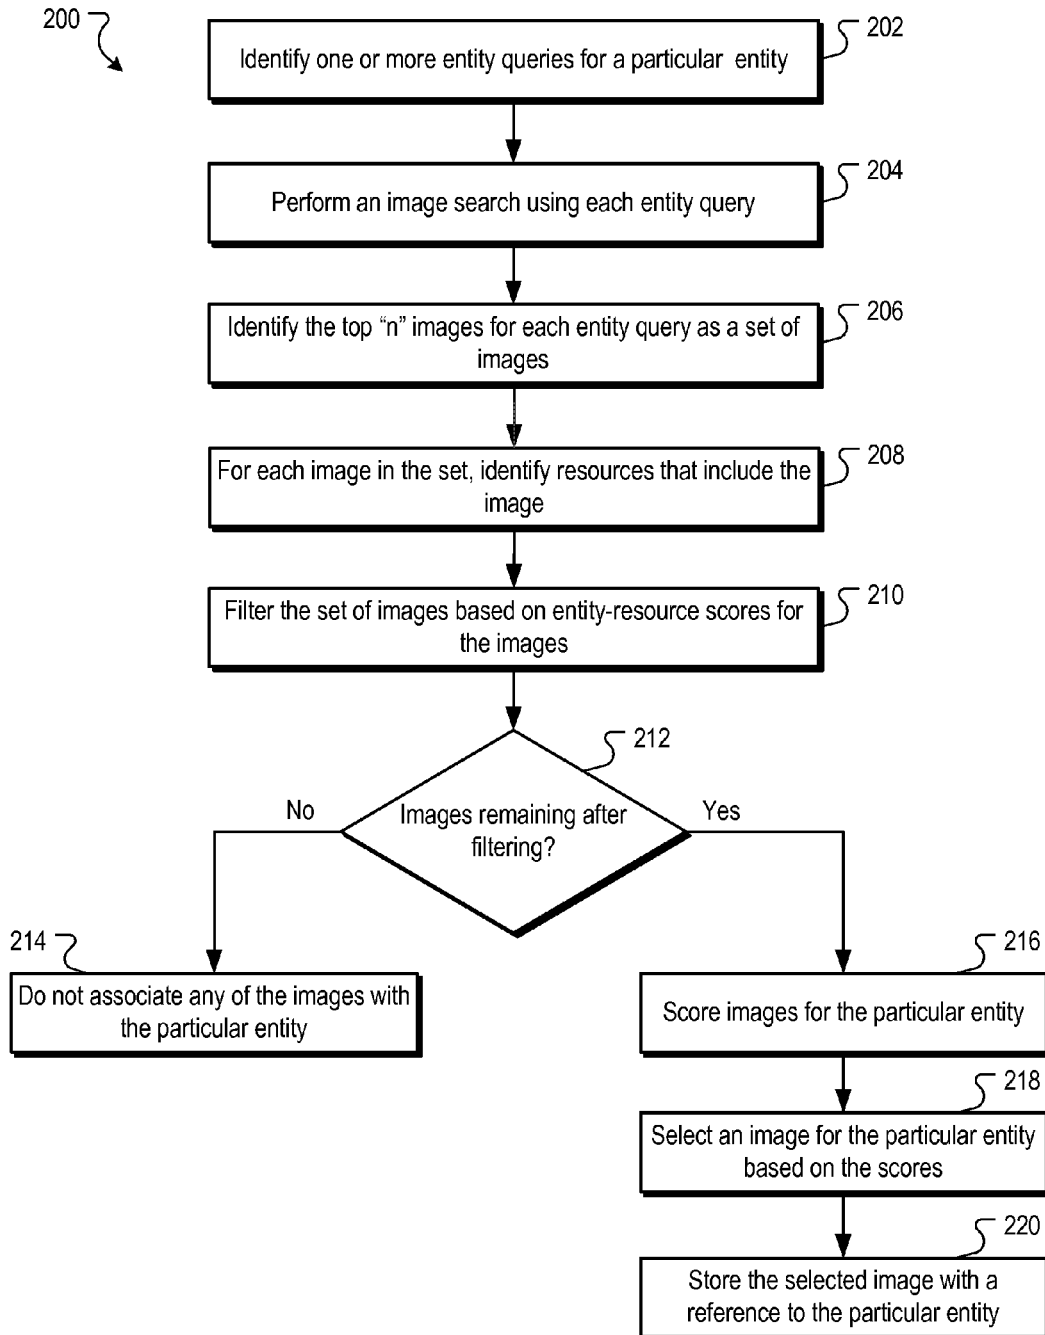 200
202
Identify one or more entity queries for a particular entity
204
Perform an image search using each entity query
206
Identify the top “n” images for each entity query as a set of
images
208
For each image in the set, identify resources that include the
image
210
Filter the set of images based on entity-resource scores for
the images
212
Images remaining after
filtering?
No
Yes
214
Do not associate any of the images with
the particular entity
216
Score images for the particular entity
218
Select an image for the particular entity
based on the scores
220
Store the selected image with a
reference to the particular entity